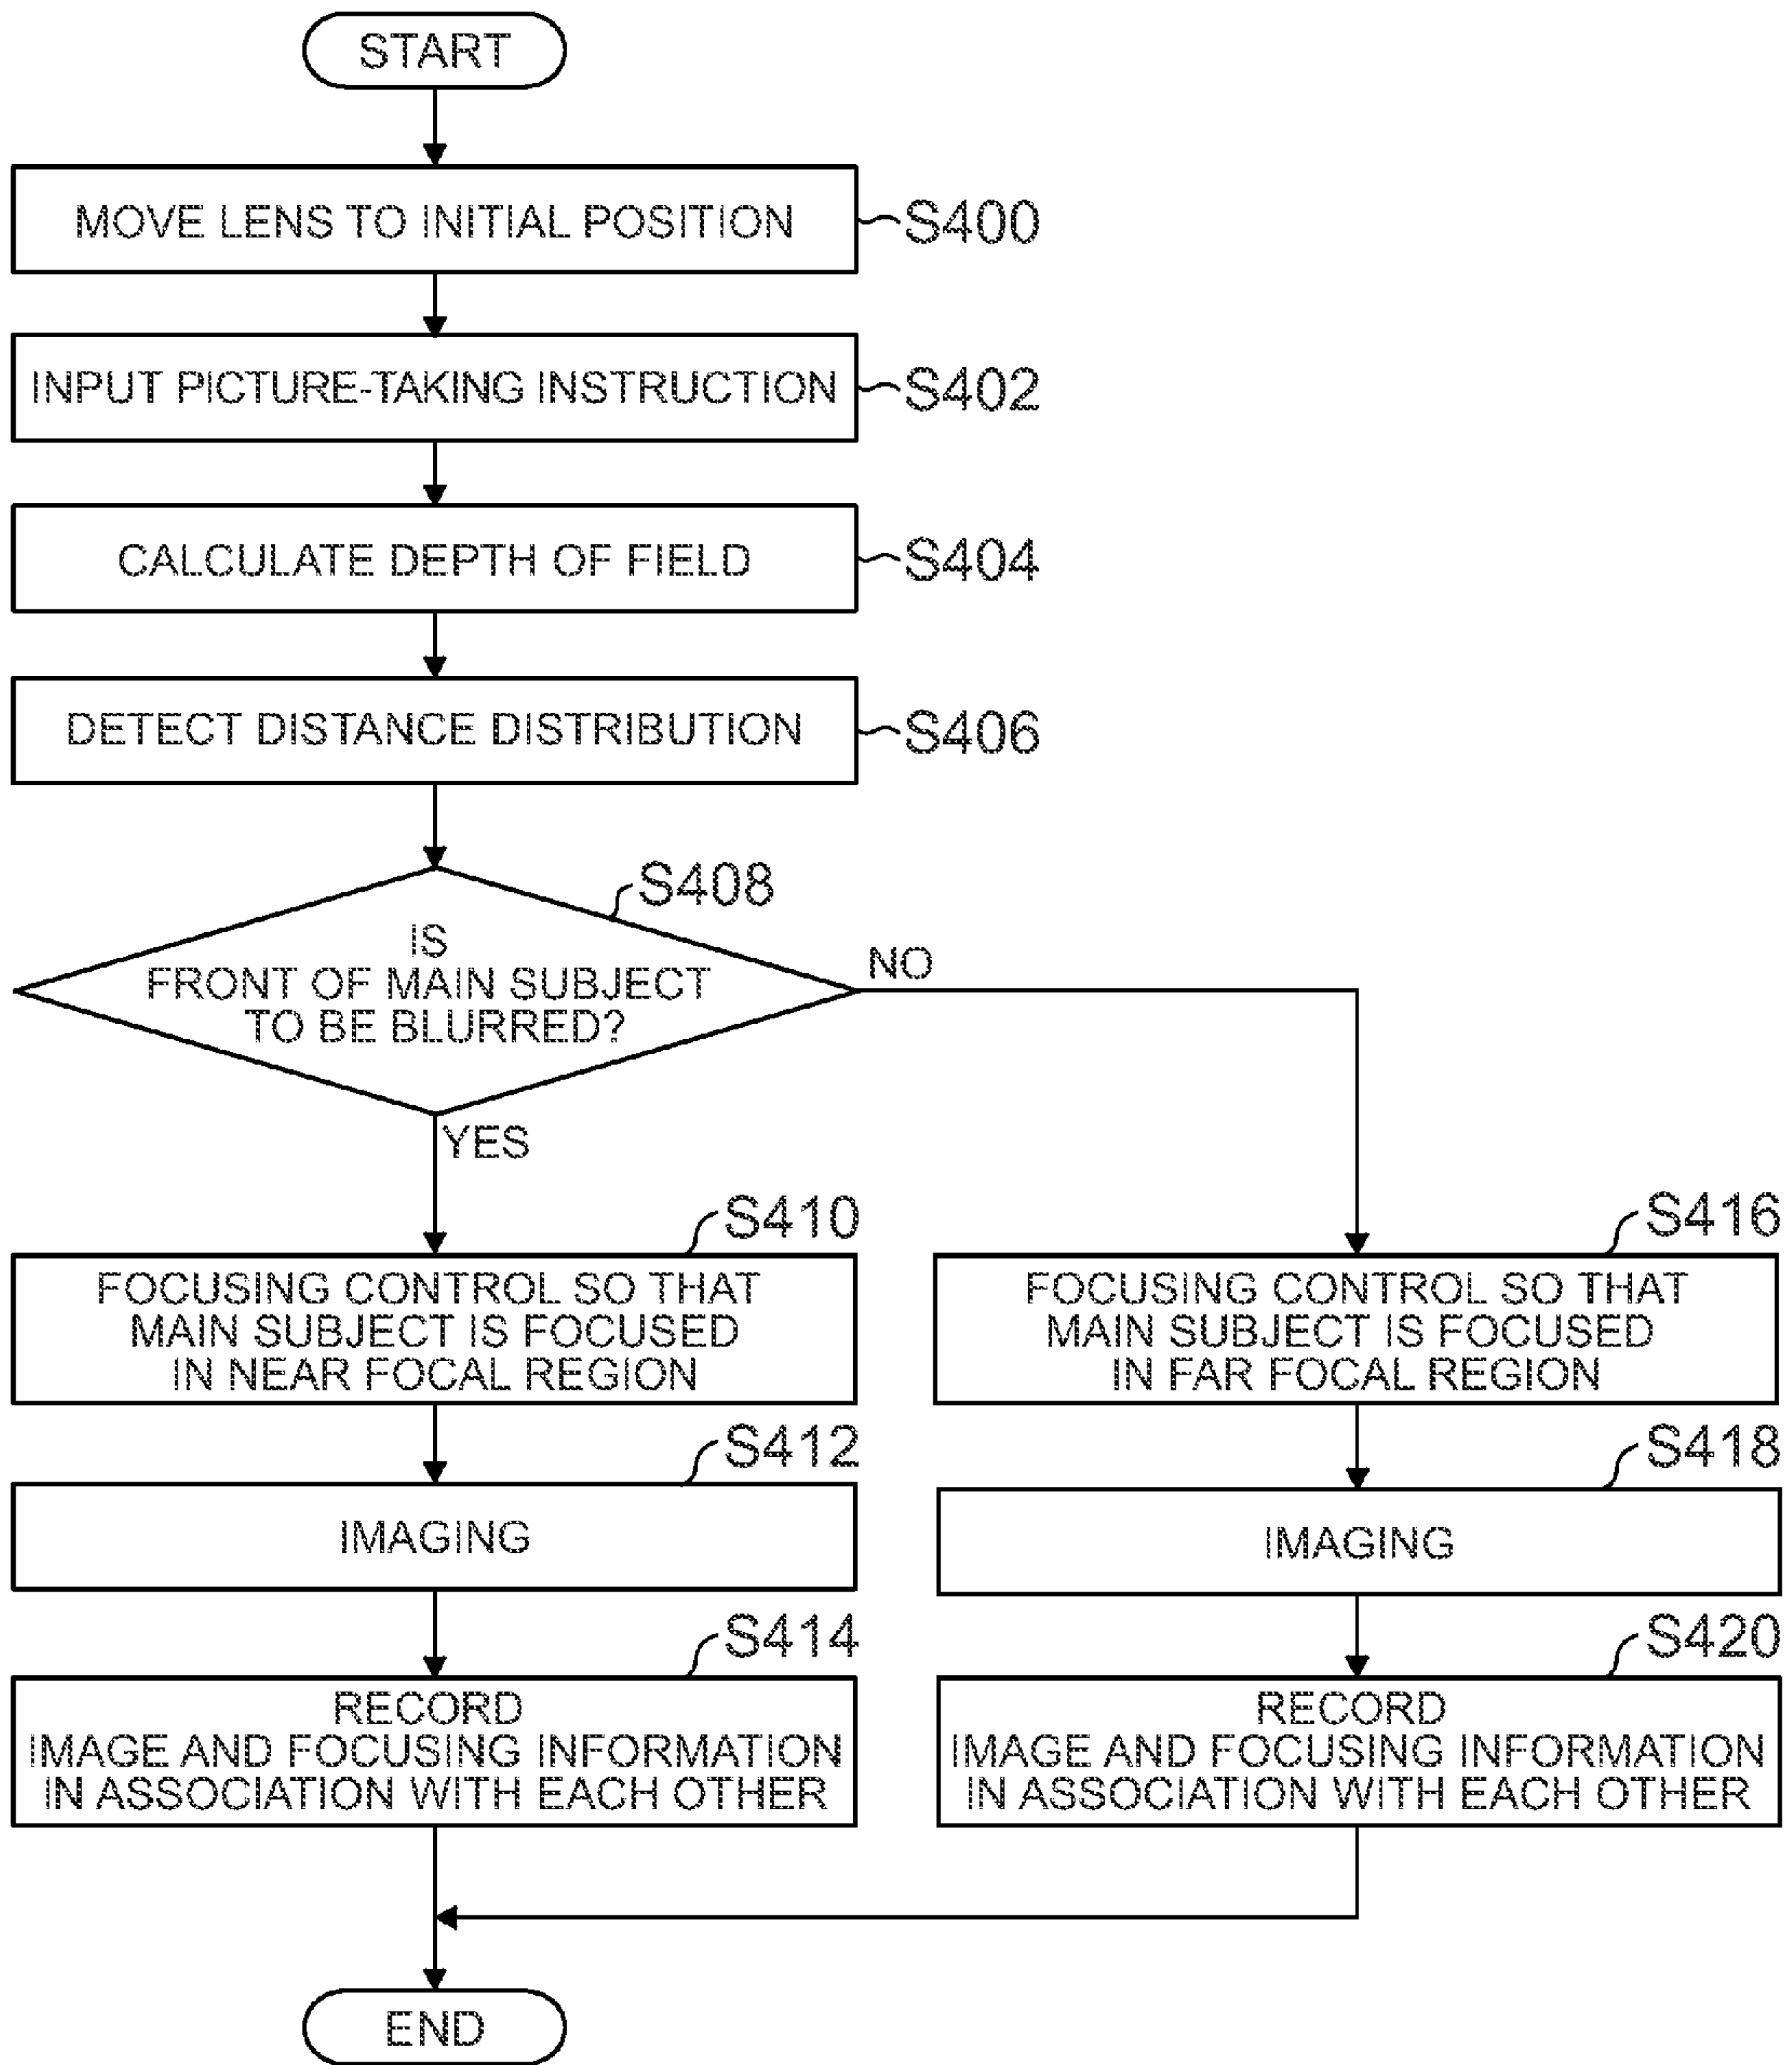 START
MOVE LENS TO INITIAL POSITION
S400
INPUT PICTURE-TAKING INSTRUCTION
S402
CALCULATE DEPTH OF FIELD
S404
DETECT DISTANCE DISTRIBUTION
S406
S408
IS
FRONT OF MAIN SUBJECT
TO BE BLURRED?
NO
YES
S410
FOCUSING CONTROL SO THAT
MAIN SUBJECT IS FOCUSED
IN NEAR FOCAL REGION
S412
IMAGING
S414
RECORD
IMAGE AND FOCUSING INFORMATION
IN ASSOCIATION WITH EACH OTHER
S416
FOCUSING CONTROL SO THAT
MAIN SUBJECT IS FOCUSED
IN FAR FOCAL REGION
S418
IMAGING
S420
RECORD
IMAGE AND FOCUSING INFORMATION
IN ASSOCIATION WITH EACH OTHER
END